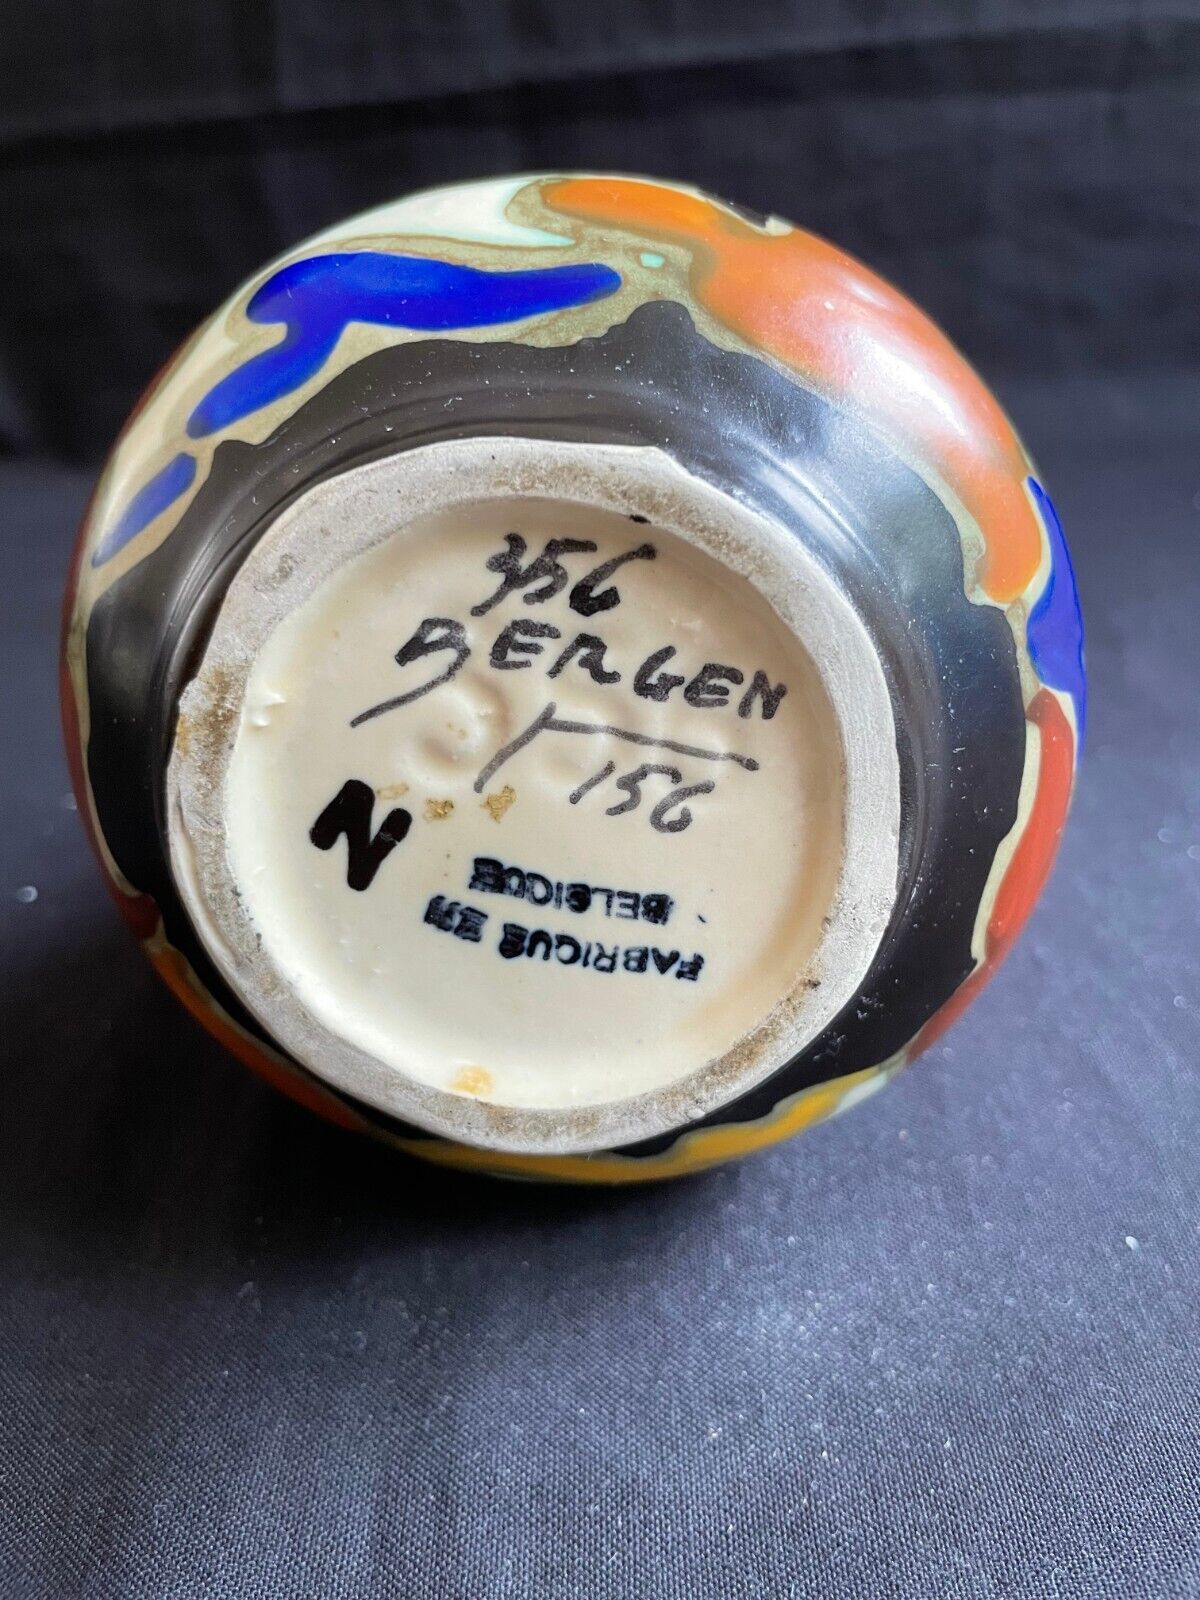 356
BERGEN
156
N
FABRIQUE EN
BELGIQUE